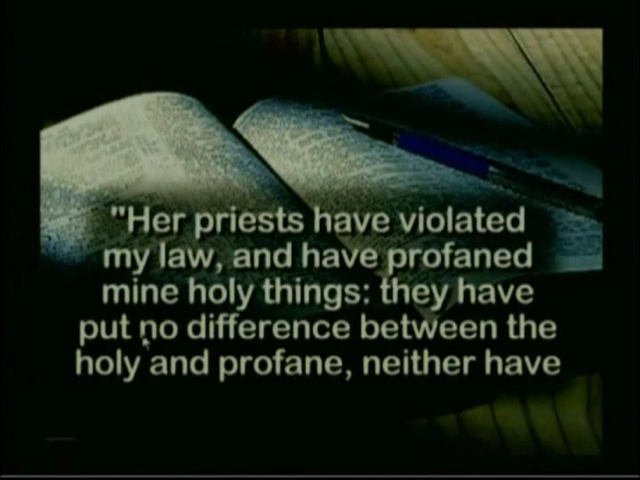 "Her priests have violated
my law, and have profaned
mine holy things: they have
put no difference between the
holy and profane, neither have